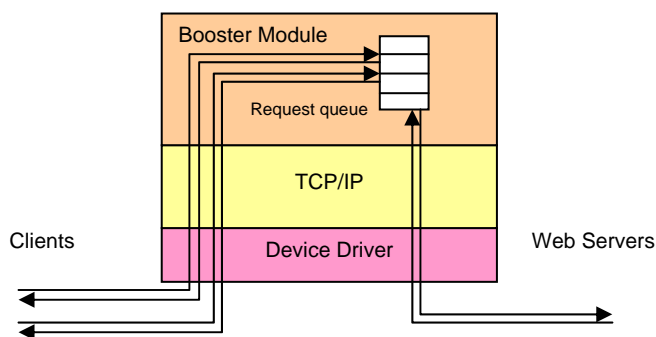 Booster Module
Request queue
TCP/IP
Clients
Device Driver
Web Servers